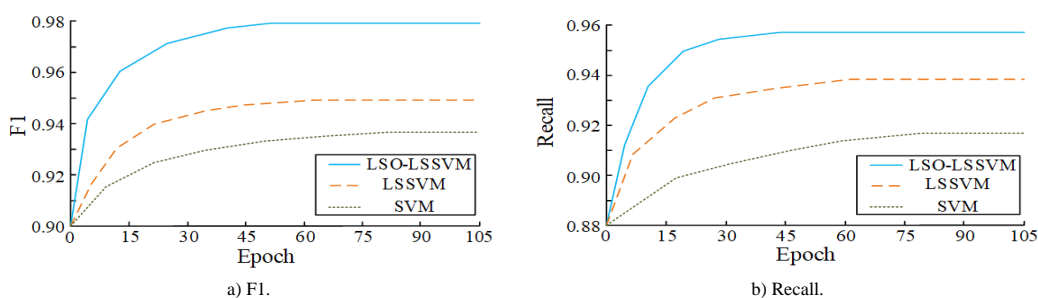 0.98
0.96
0.94
0.92
0.90
F1
0 15 30 45 60 75 90 105
Epoch
LSO-LSSVM
LSSVM
SVM
a) F1.
0.96
0.94
0.92
0.90
0.88
Recall
0 15 30 45 60 75 90 105
Epoch
LSO-LSSVM
LSSVM
SVM
b) Recall.